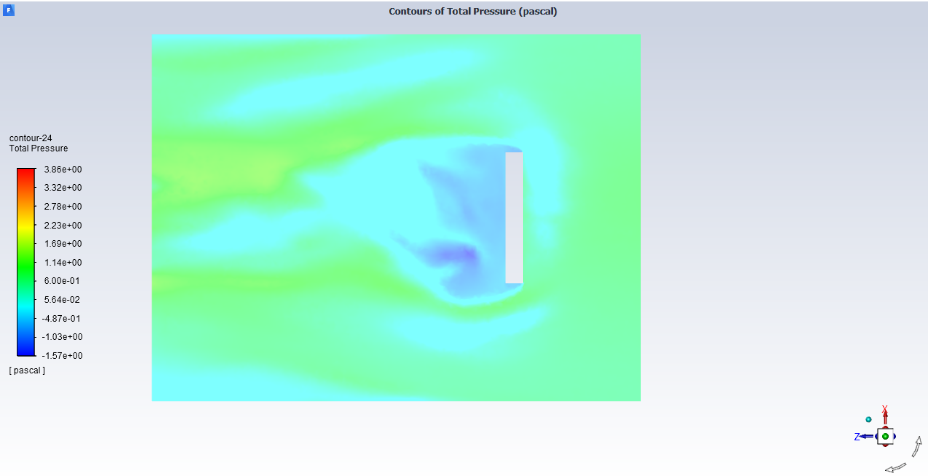 F
Contours of Total Pressure (pascal)
contour-24
Total Pressure
3.86e+00
3.32e+00
2.78e+00
2.23e+00
1.69e+00
1.14e+00
6.00e-01
5.64e-02
-4.87e-01
-1.03e+00
-1.57e+00
[ pascal ]
X
Z